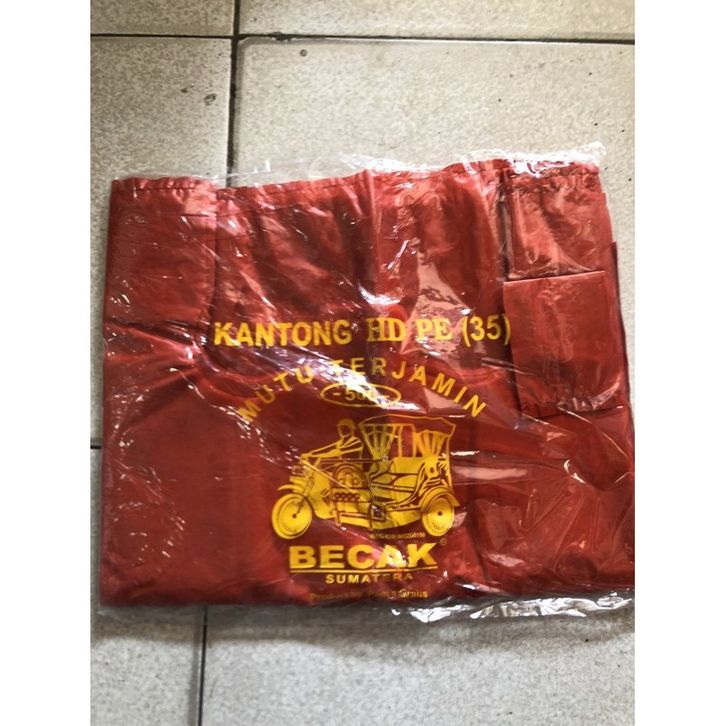 KANTONG HD PE (35)
MUTU TERJAMIN
BECAK®
SUMATERA